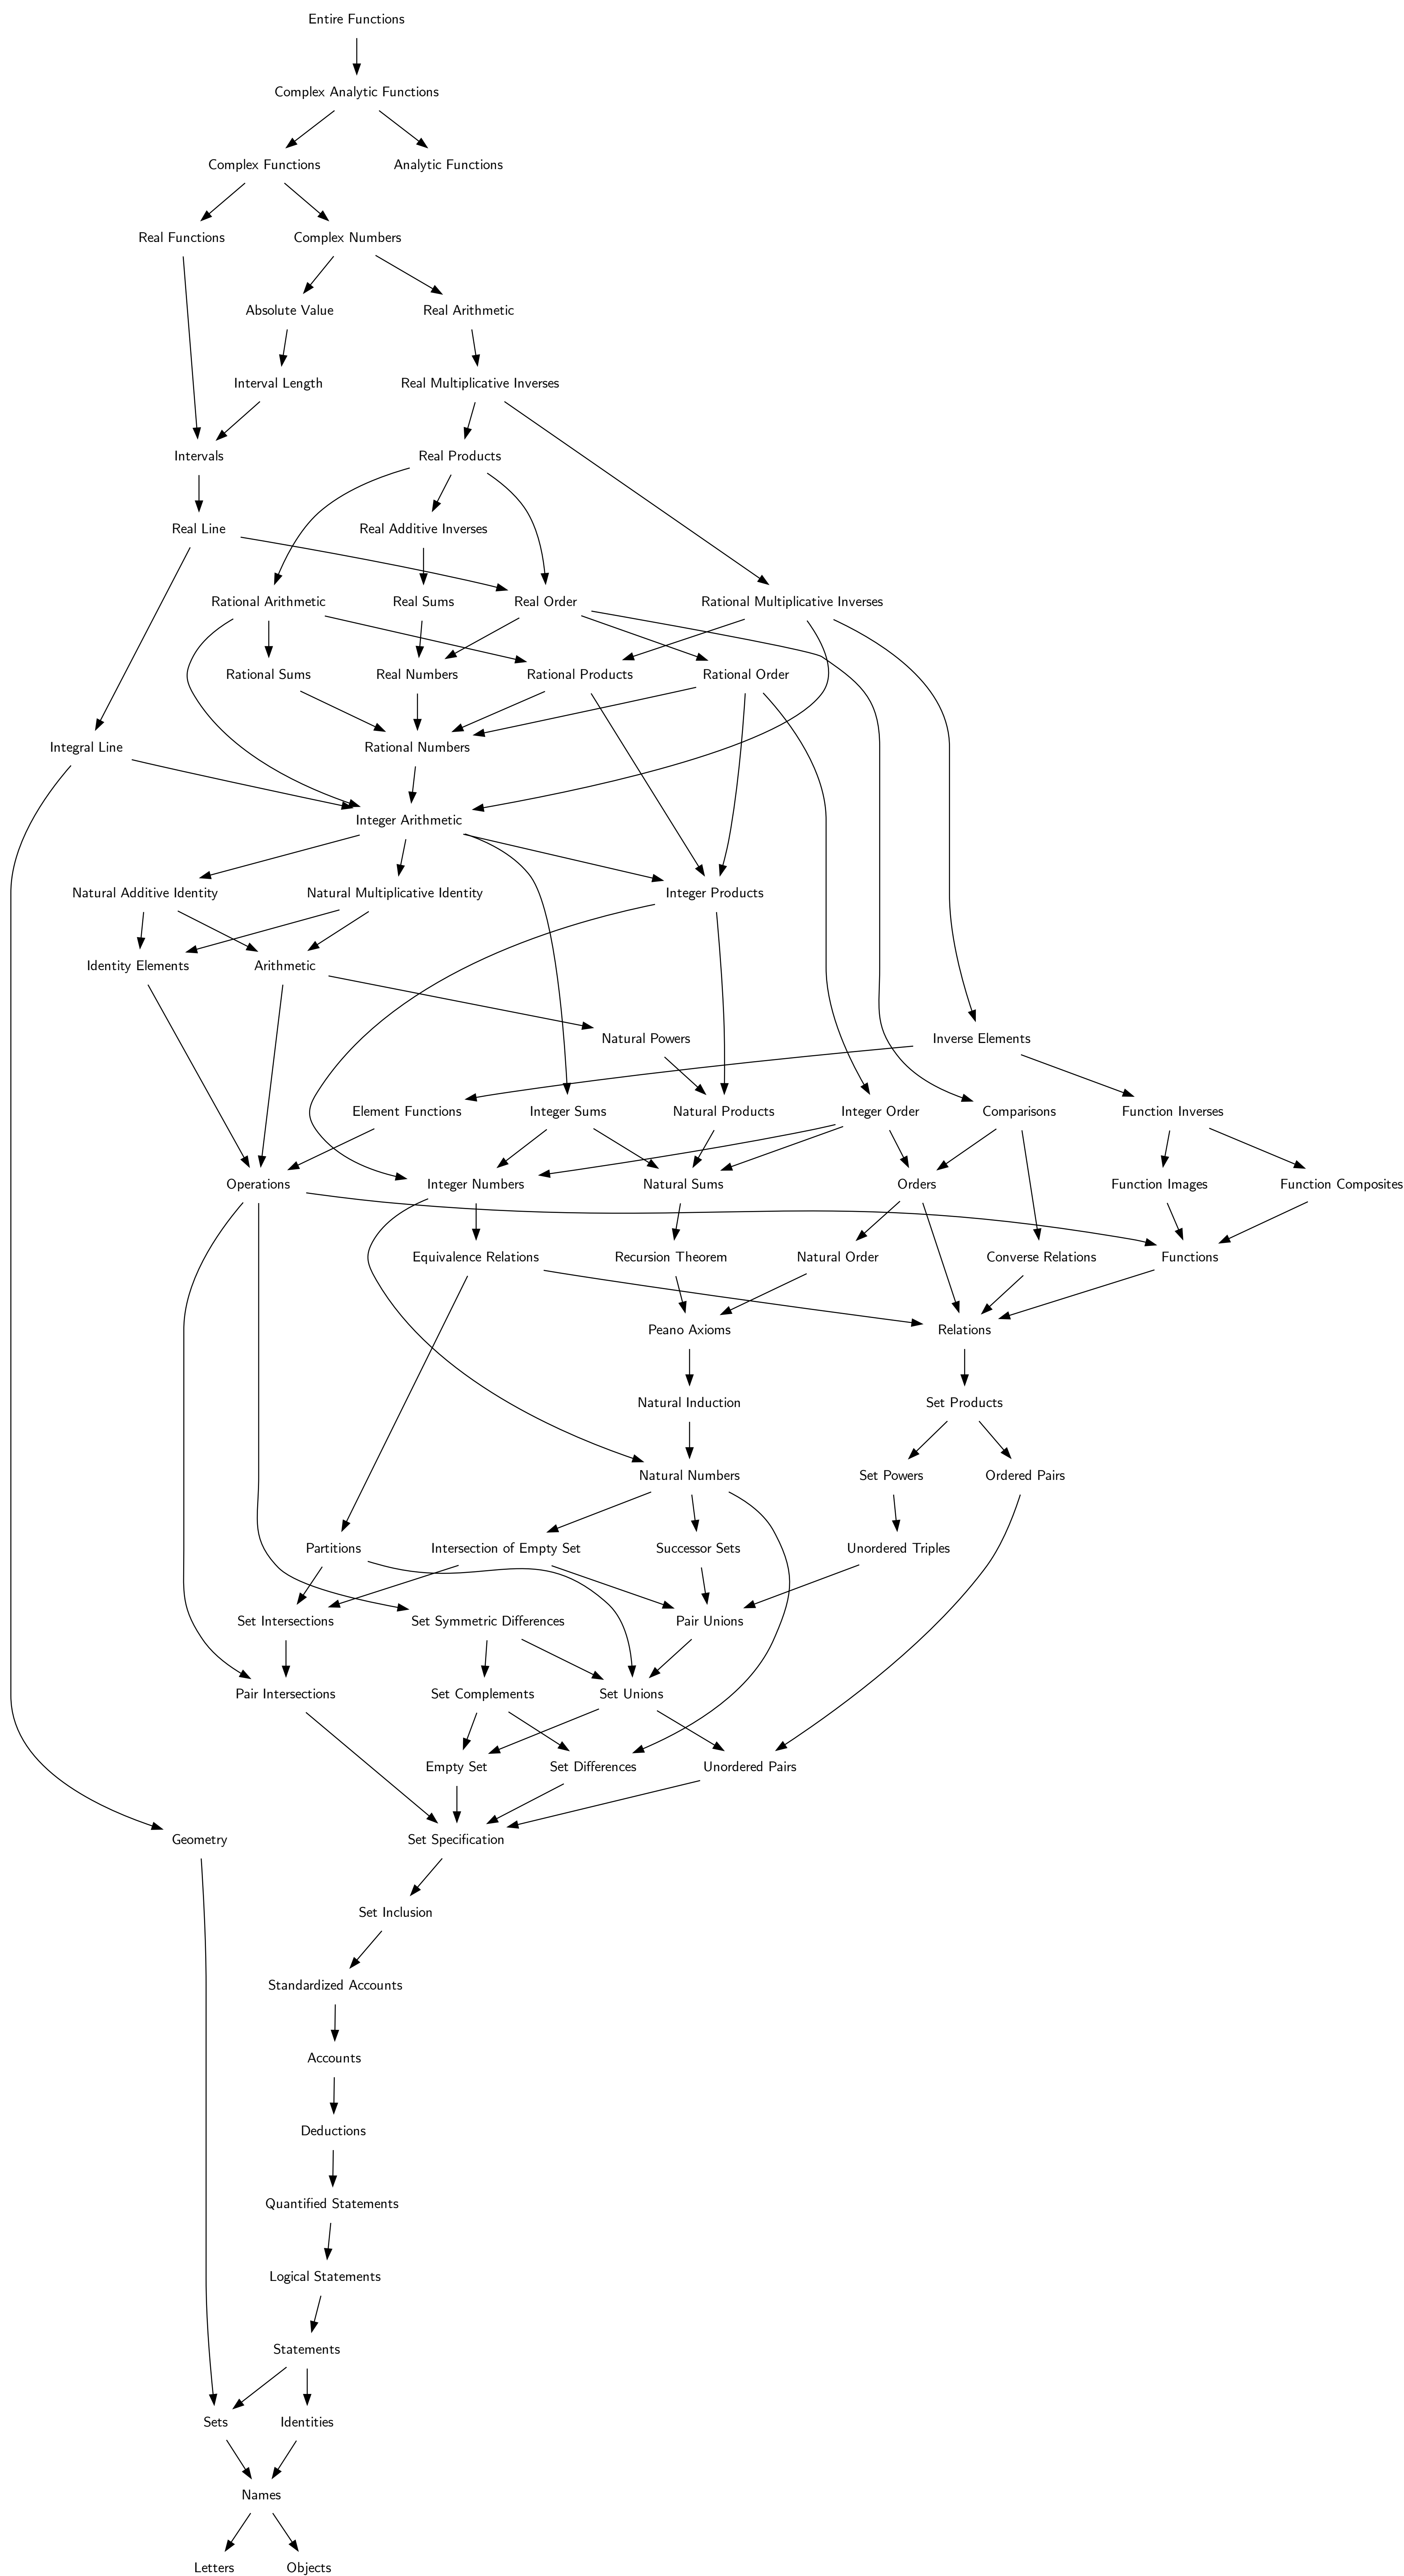 Entire Functions
Complex Analytic Functions
Complex Functions
Analytic Functions
Real Functions
Complex Numbers
Absolute Value
Real Arithmetic
Interval Length
Real Multiplicative Inverses
Intervals
Real Products
Real Line
Real Additive Inverses
Rational Arithmetic
Real Sums
Real Order
Rational Multiplicative Inverses
Rational Sums
Real Numbers
Rational Products
Rational Order
Integral Line
Rational Numbers
Integer Arithmetic
Natural Additive Identity
Natural Multiplicative Identity
Integer Products
Identity Elements
Arithmetic
Natural Powers
Inverse Elements
Element Functions
Integer Sums
Natural Products
Integer Order
Comparisons
Function Inverses
Operations
Integer Numbers
Natural Sums
Orders
Function Images
Function Composites
Equivalence Relations
Recursion Theorem
Natural Order
Converse Relations
Functions
Peano Axioms
Relations
Natural Induction
Set Products
Natural Numbers
Set Powers
Ordered Pairs
Partitions
Intersection of Empty Set
Successor Sets
Unordered Triples
Set Intersections
Set Symmetric Differences
Pair Unions
Pair Intersections
Set Complements
Set Unions
Empty Set
Set Differences
Unordered Pairs
Geometry
Set Specification
Set Inclusion
Standardized Accounts
Accounts
Deductions
Quantified Statements
Logical Statements
Statements
Sets
Identities
Names
Letters
Objects